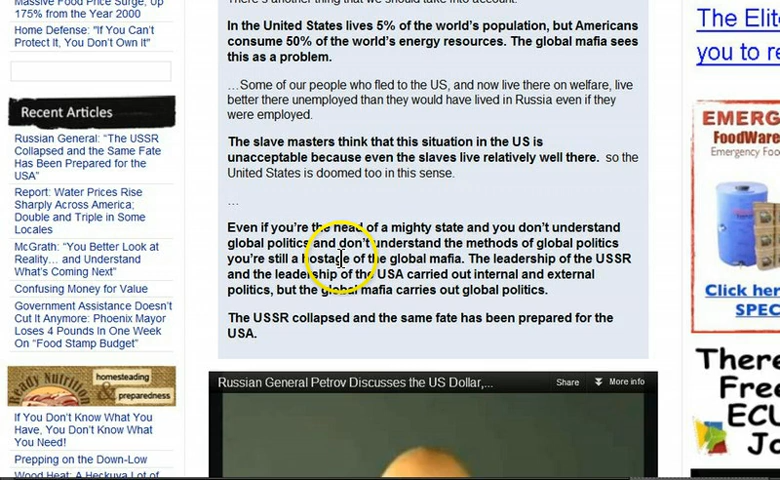 Massive Food Price Surge, Up
175% from the Year 2000
Home Defense: "If You Can't
Protect It, You Don't Own It"
Recent Articles
Russian General: "The USSR
Collapsed and the Same Fate
Has Been Prepared for the
USA"
Report: Water Prices Rise
Sharply Across America;
Double and Triple in Some
Locales
McGrath: "You Better Look at
Reality… and Understand
What's Coming Next"
Confusing Money for Value
Government Assistance Doesn't
Cut It Anymore: Phoenix Mayor
Loses 4 Pounds In One Week
On "Food Stamp Budget"
Ready Nutrition
homesteading
& preparedness
If You Don't Know What You
Have, You Don't Know What
You Need!
Prepping on the Down-Low
Wood Heat: A Heckuva Lot of
There's another thing that we should take into account.
In the United States lives 5% of the world's population, but Americans
consume 50% of the world's energy resources. The global mafia sees
this as a problem.
…Some of our people who fled to the US, and now live there on welfare, live
better there unemployed than they would have lived in Russia even if they
were employed.
The slave masters think that this situation in the US is
unacceptable because even the slaves live relatively well there. so the
United States is doomed too in this sense.
…
Even if you're the head of a mighty state and you don't understand
global politics and don't understand the methods of global politics
you're still a hostage of the global mafia. The leadership of the USSR
and the leadership of the USA carried out internal and external
politics, but the global mafia carries out global politics.
The USSR collapsed and the same fate has been prepared for the
USA.
Russian General Petrov Discusses the US Dollar,...
Share
More info
The Elit
you to re
EMERG
FoodWare
Emergency Foo
Click her
SPEC
There
Free
ECU
Jo